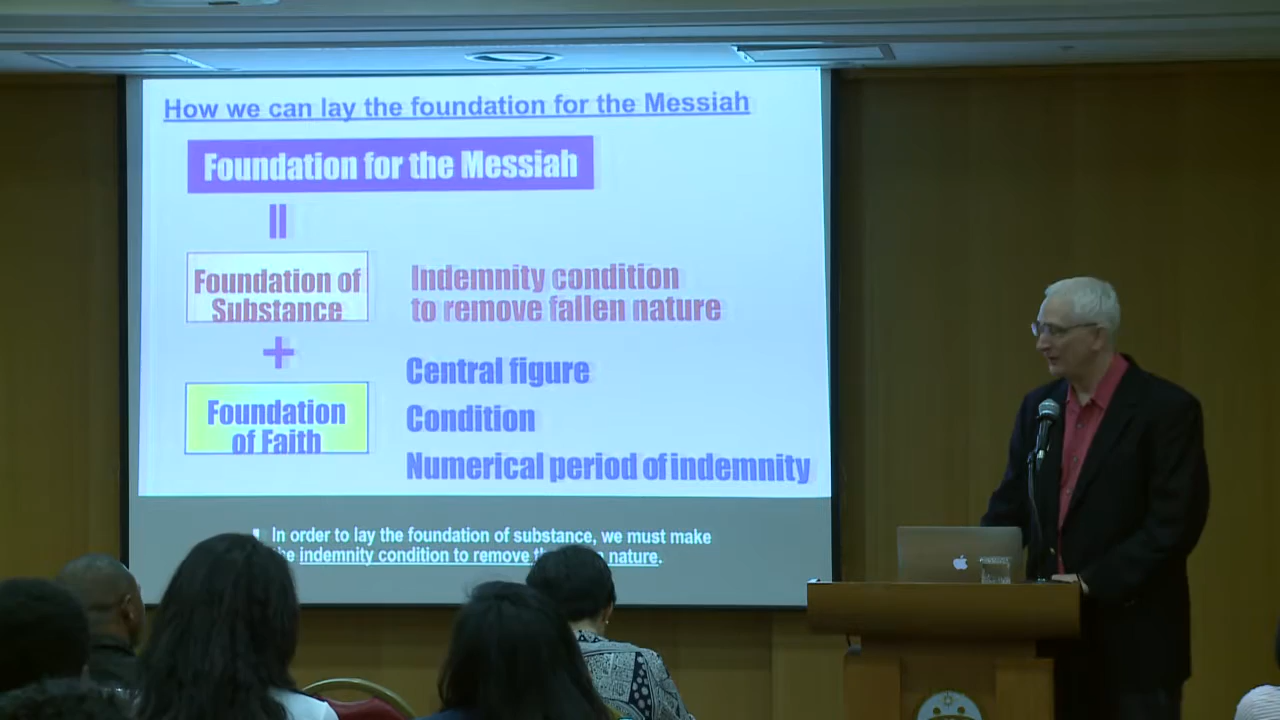 How we can lay the foundation for the Messiah
Foundation for the Messiah
Foundation of
Substance
Indemnity condition
to remove fallen nature
+
Central figure
Foundation
of Faith
Condition
Numerical period of indemnity
In order to lay the foundation of substance, we must make
indemnity condition to remove nature.